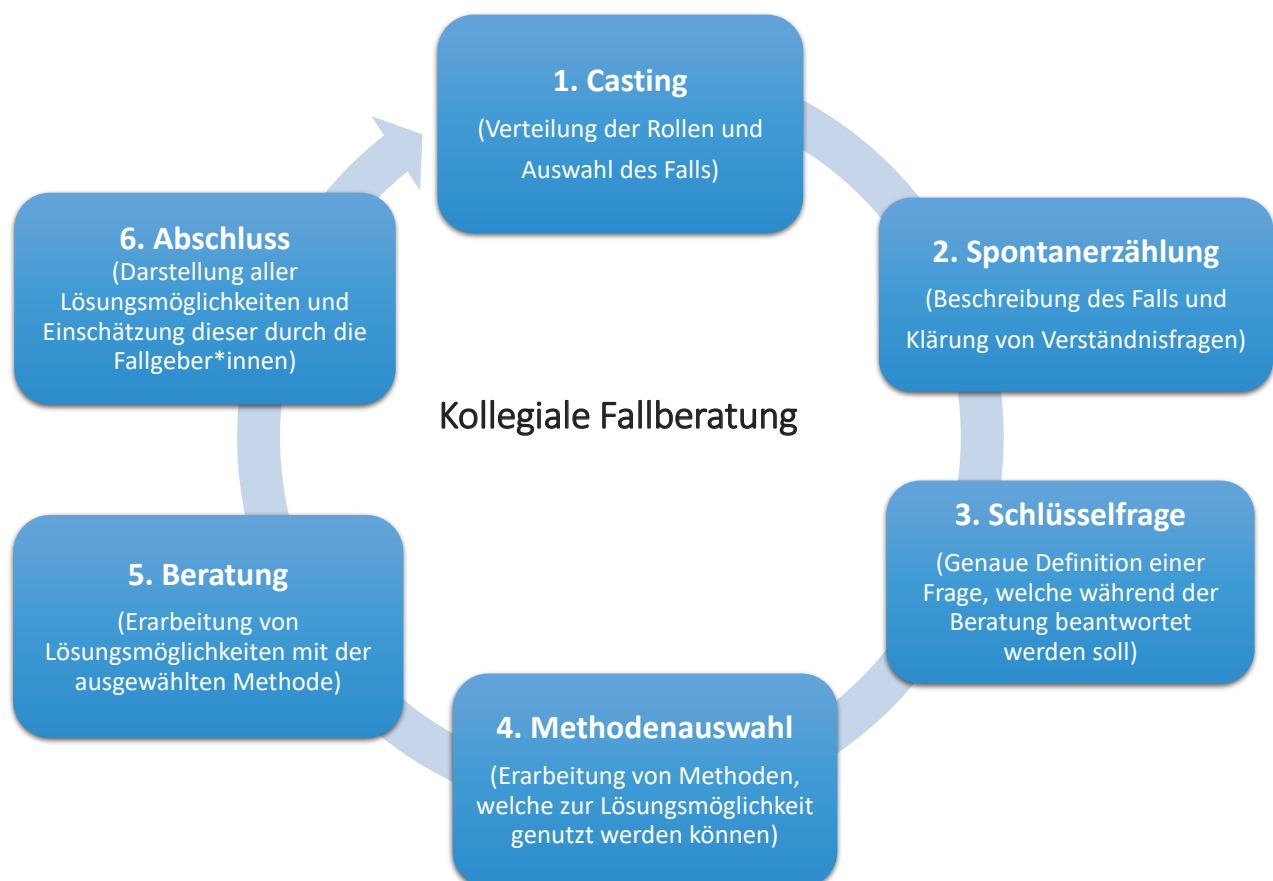 1. Casting
(Verteilung der Rollen und
Auswahl des Falls)
2. Spontanerzählung
(Beschreibung des Falls und
Klärung von Verständnisfragen)
3. Schlüsselfrage
(Genaue Definition einer
Frage, welche während der
Beratung beantwortet
werden soll)
4. Methodenauswahl
(Erarbeitung von Methoden,
welche zur Lösungsmöglichkeit
genutzt werden können)
5. Beratung
(Erarbeitung von
Lösungsmöglichkeiten mit der
ausgewählten Methode)
6. Abschluss
(Darstellung aller
Lösungsmöglichkeiten und
Einschätzung dieser durch die
Fallgeber*innen)
Kollegiale Fallberatung